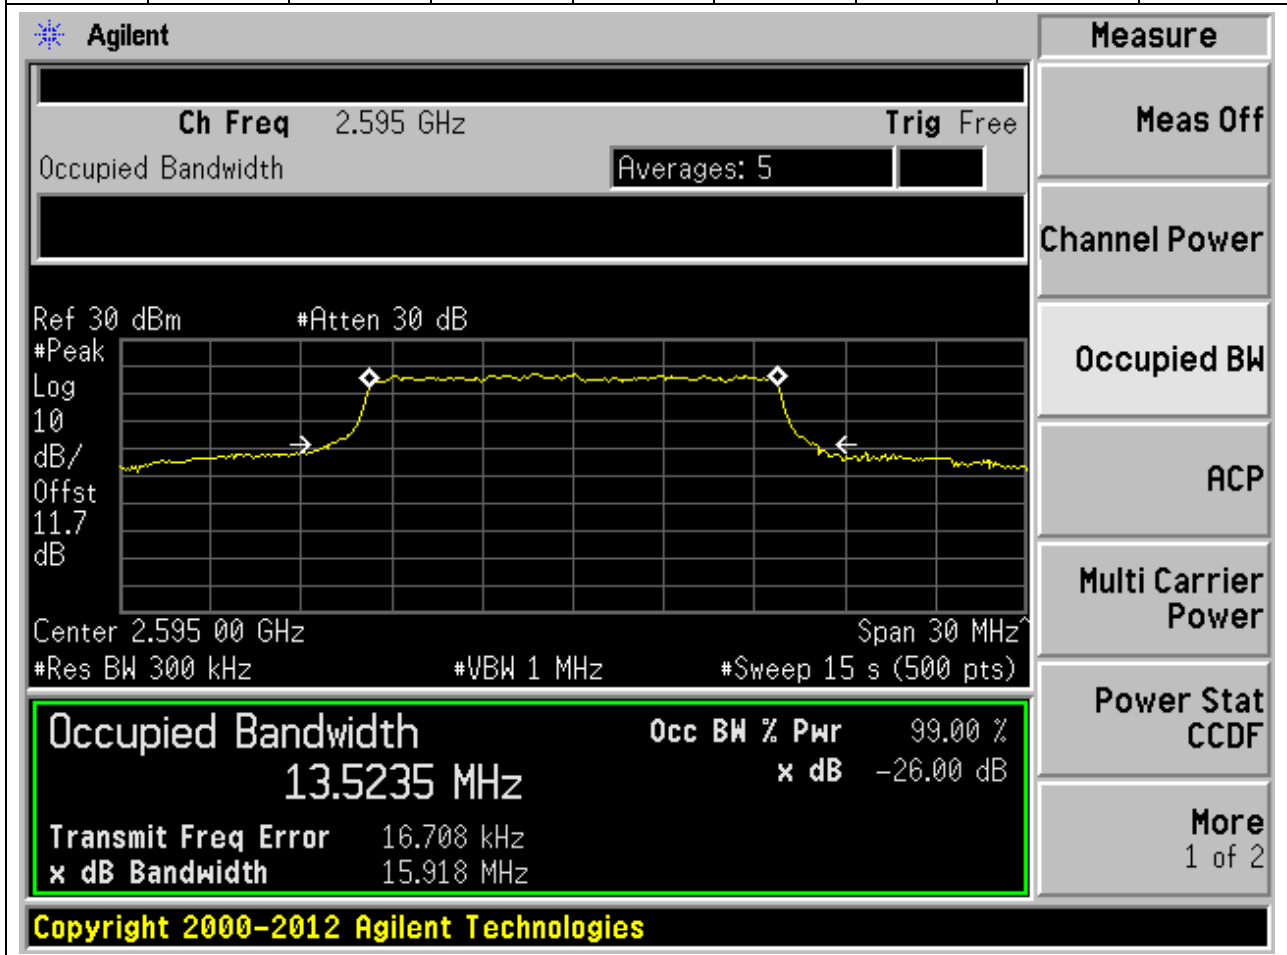 Agilent
Measure
Ch Freq 2.595 GHz Trig Free
Occupied Bandwidth Averages: 5
Ref 30 dBm #Atten 30 dB
#Peak
Log
10
dB/
Offst
11.7
dB
Center 2.595 00 GHz Span 30 MHz^
#Res BW 300 kHz #VBW 1 MHz #Sweep 15 s (500 pts)
Occupied Bandwidth
13.5235 MHz
Occ BW % Pwr 99.00 %
x dB -26.00 dB
Transmit Freq Error 16.708 kHz
x dB Bandwidth 15.918 MHz
Copyright 2000-2012 Agilent Technologies
Meas Off
Channel Power
Occupied BW
ACP
Multi Carrier
Power
Power Stat
CCDF
More
1 of 2